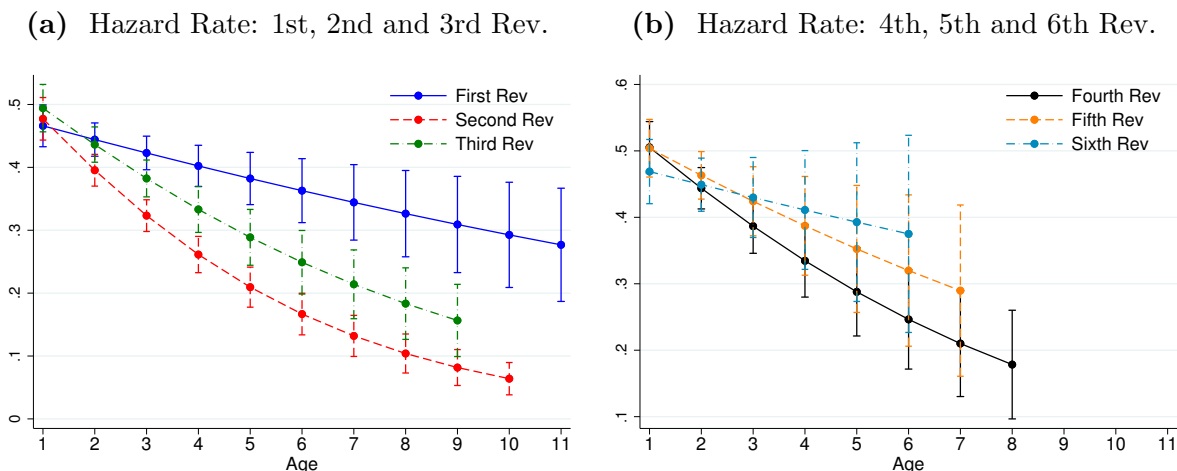 (a) Hazard Rate: 1st, 2nd and 3rd Rev.
First Rev
Second Rev
Third Rev
.5
.4
.3
.2
.1
0
1 2 3 4 5 6 7 8 9 10 11
Age
(b) Hazard Rate: 4th, 5th and 6th Rev.
Fourth Rev
Fifth Rev
Sixth Rev
.6
.5
.4
.3
.2
.1
1 2 3 4 5 6 7 8 9 10 11
Age